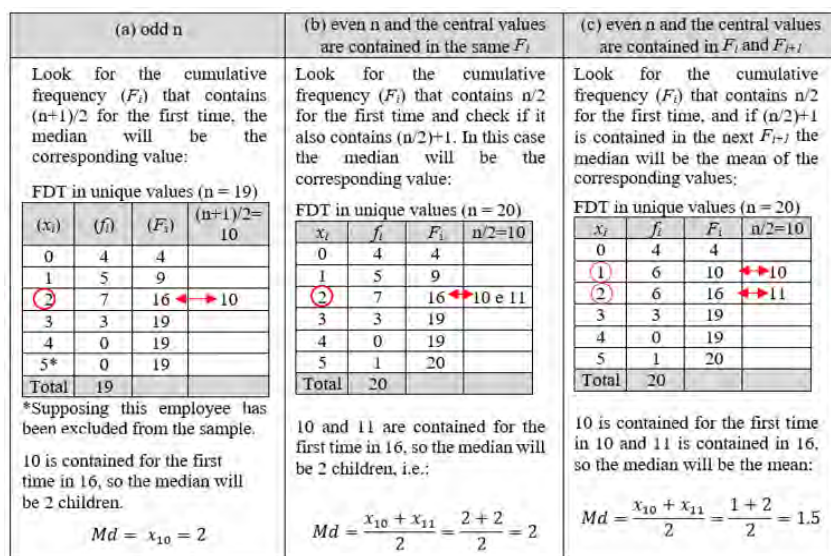 (a) odd n
Look for the cumulative
frequency (Fi) that contains
(n+1)/2 for the first time, the
median will be the
corresponding value:
FDT in unique values (n = 19)
(xi) (fi) (Fi) (n+1)/2=
10
0 4 4
1 5 9
2 7 16 10
3 3 19
4 0 19
5* 0 19
Total 19
*Supposing this employee has
been excluded from the sample.
10 is contained for the first
time in 16, so the median will
be 2 children.
Md = x10 = 2
(b) even n and the central values
are contained in the same Fi
Look for the cumulative
frequency (Fi) that contains n/2
for the first time and check if it
also contains (n/2)+1. In this case
the median will be the
corresponding value:
FDT in unique values (n = 20)
xi fi Fi n/2=10
0 4 4
1 5 9
2 7 16 10 e 11
3 3 19
4 0 19
5 1 20
Total 20
10 and 11 are contained for the
first time in 16, so the median will
be 2 children, i.e.:
Md = (x10 + x11)/2 = (2 + 2)/2 = 2
(c) even n and the central values
are contained in Fi and Fi+1
Look for the cumulative
frequency (Fi) that contains n/2
for the first time, and if (n/2)+1
is contained in the next Fi+1 the
median will be the mean of the
corresponding values:
FDT in unique values (n = 20)
xi fi Fi n/2=10
0 4 4
1 6 10 10
2 6 16 11
3 3 19
4 0 19
5 1 20
Total 20
10 is contained for the first time
in 10 and 11 is contained in 16,
so the median will be the mean:
Md = (x10 + x11)/2 = (1 + 2)/2 = 1.5